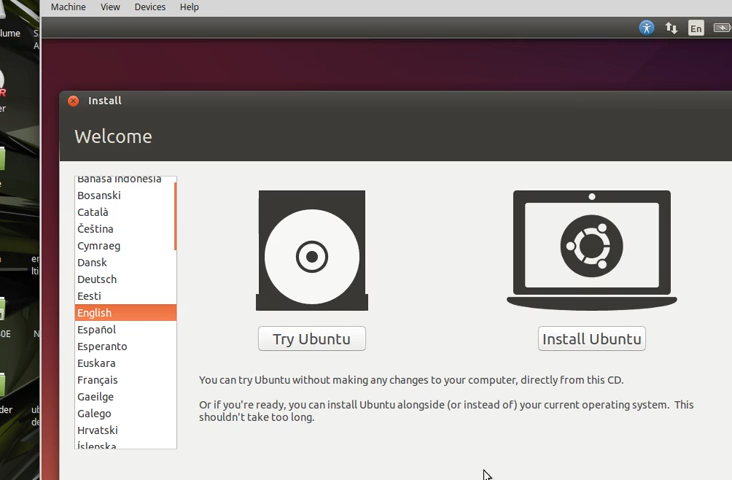 Machine View Devices Help
En
Install
Welcome
Bahasa Indonesia
Bosanski
Català
Čeština
Cymraeg
Dansk
Deutsch
Eesti
English
Español
Esperanto
Euskara
Français
Gaeilge
Galego
Hrvatski
Íslenska
Try Ubuntu
Install Ubuntu
You can try Ubuntu without making any changes to your computer, directly from this CD.
Or if you're ready, you can install Ubuntu alongside (or instead of) your current operating system. This
shouldn't take too long.